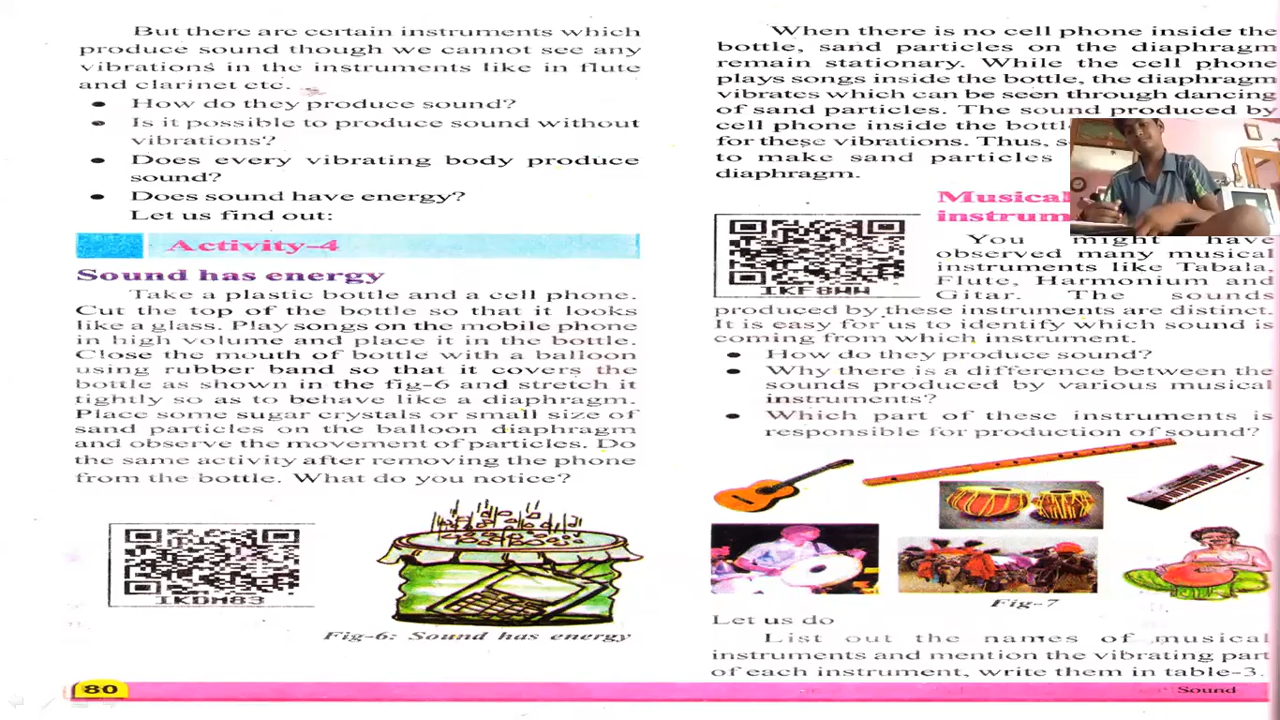 But there are certain instruments which
produce sound though we cannot see any
vibrations in the instruments like in flute
and clarinet etc.
● How do they produce sound?
● Is it possible to produce sound without
vibrations?
● Does every vibrating body produce
sound?
● Does sound have energy?
Let us find out:
Activity-4
Sound has energy
Take a plastic bottle and a cell phone.
Cut the top of the bottle so that it looks
like a glass. Play songs on the mobile phone
in high volume and place it in the bottle.
Close the mouth of bottle with a balloon
using rubber band so that it covers the
bottle as shown in the fig-6 and stretch it
tightly so as to behave like a diaphragm.
Place some sugar crystals or small size of
sand particles on the balloon diaphragm
and observe the movement of particles. Do
the same activity after removing the phone
from the bottle. What do you notice?
IKDM83
Fig-6: Sound has energy
80
When there is no cell phone inside the
bottle, sand particles on the diaphragm
remain stationary. While the cell phone
plays songs inside the bottle, the diaphragm
vibrates which can be seen through dancing
of sand particles. The sound produced by
cell phone inside the
for these vibrations. Thus,
to make sand particles
diaphragm.
Musical
IKF8WW
You might have
observed many musical
instruments like Tabala,
Flute, Harmonium and
Gitar. The sounds
produced by these instruments are distinct.
It is easy for us to identify which sound is
coming from which instrument.
● How do they produce sound?
● Why there is a difference between the
sounds produced by various musical
instruments?
● Which part of these instruments is
responsible for production of sound?
Fig-7
Let us do
List out the names of musical
instruments and mention the vibrating part
of each instrument, write them in table-3.
Sound